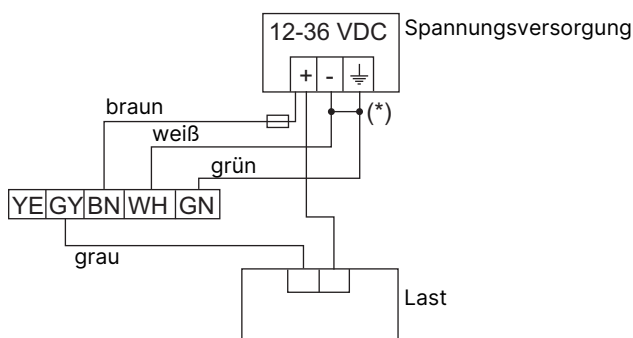 12-36 VDC
Spannungsversorgung
+ -
(*)
braun
weiß
grün
YE GY BN WH GN
grau
Last